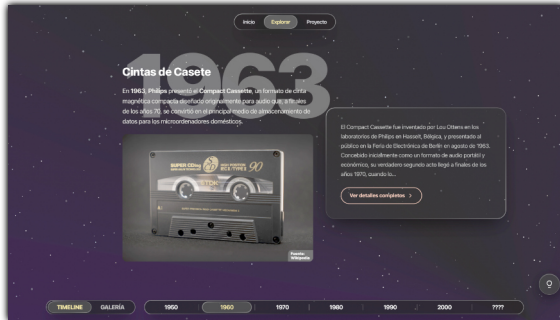 Inicio
Explorar
Proyecto
1963
Cintas de Casete
En 1963, Philips presentó el Compact Cassette, un formato de cinta
magnética compacta diseñado originalmente para audio que, a finales
de los años 70, se convirtió en el principal medio de almacenamiento de
datos para los microordenadores domésticos.
El Compact Cassette fue inventado por Lou Ottens en los
laboratorios de Philips en Hasselt, Bélgica, y presentado al
público en la Feria de Electrónica de Berlín en agosto de 1963.
Concebido inicialmente como un formato de audio portátil y
económico, su verdadero segundo acto llegó a finales de los
años 1970, cuando lo...
Ver detalles completos
90
Fuente:
Wikipedia
TIMELINE
GALERÍA
1950
1960
1970
1980
1990
2000
????